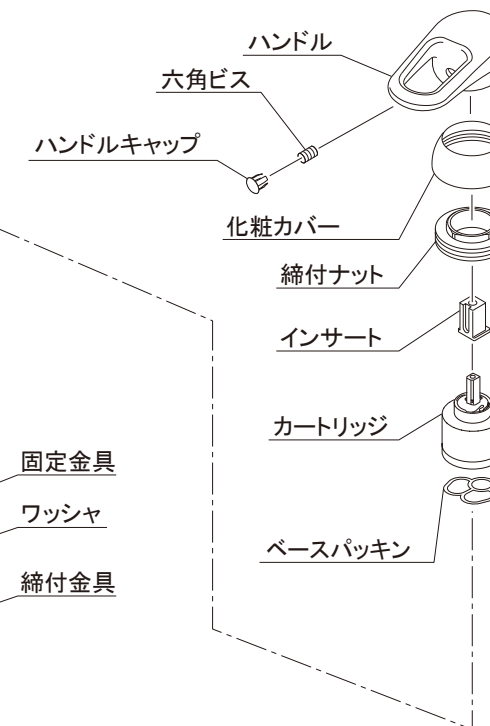 ハンドル
六角ビス
ハンドルキャップ
化粧カバー
締付ナット
インサート
カートリッジ
固定金具
ワッシャ
ベースパッキン
締付金具